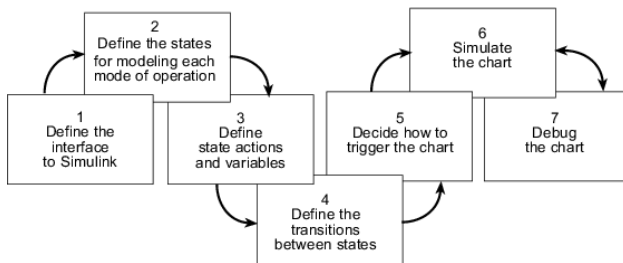 1
Define the
interface
to Simulink
2
Define the states
for modeling each
mode of operation
3
Define
state actions
and variables
4
Define the
transitions
between states
5
Decide how to
trigger the chart
6
Simulate
the chart
7
Debug
the chart